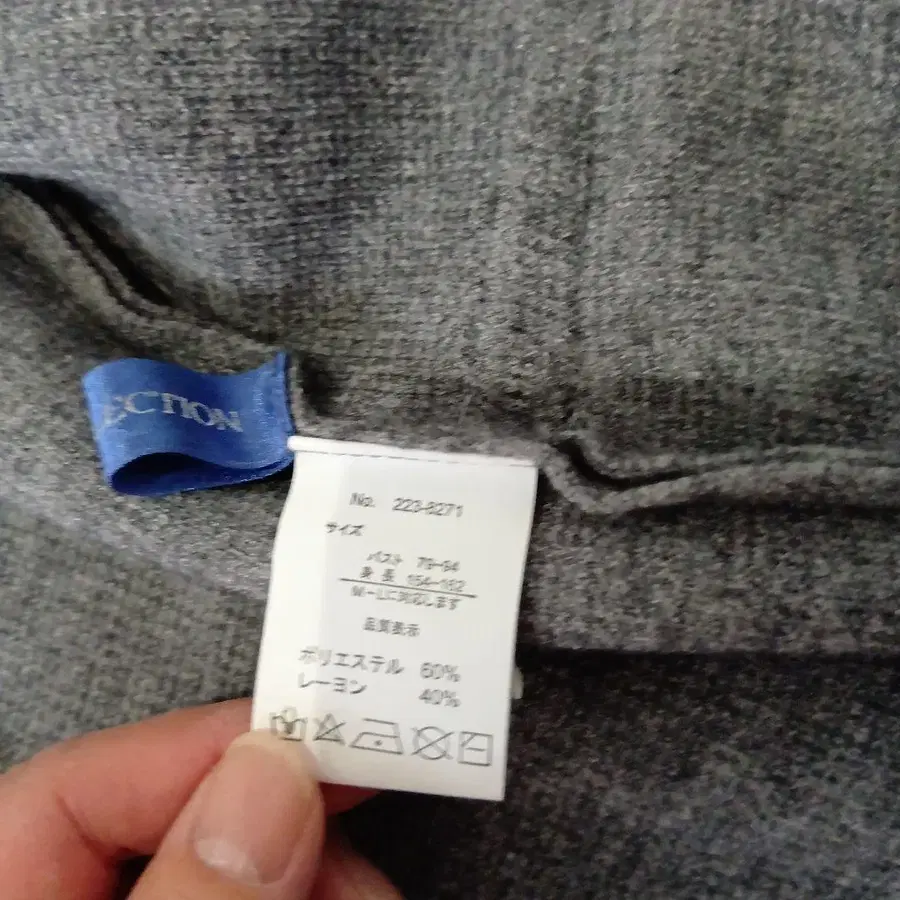 ECTION
No. 223-6271
サイズ
バスト 79-94
身長 154-162
M-Lに対応します
品質表示
ポリエステル 60%
レーヨン 40%